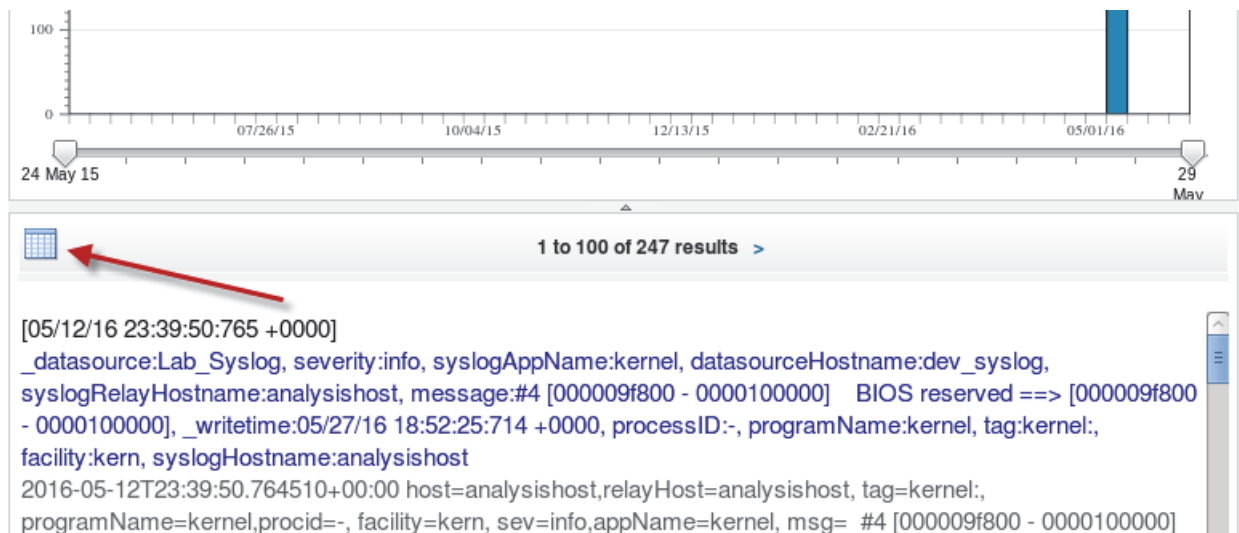 100
0
07/26/15 10/04/15 12/13/15 02/21/16 05/01/16
24 May 15
29
May
1 to 100 of 247 results >
[05/12/16 23:39:50:765 +0000]
_datasource:Lab_Syslog, severity:info, syslogAppName:kernel, datasourceHostname:dev_syslog,
syslogRelayHostname:analysishost, message:#4 [000009f800 - 0000100000]    BIOS reserved ==> [000009f800
- 0000100000], _writetime:05/27/16 18:52:25:714 +0000, processID:-, programName:kernel, tag:kernel:,
facility:kern, syslogHostname:analysishost
2016-05-12T23:39:50.764510+00:00 host=analysishost,relayHost=analysishost, tag=kernel:,
programName=kernel,procid=-, facility=kern, sev=info,appName=kernel, msg=  #4 [000009f800 - 0000100000]